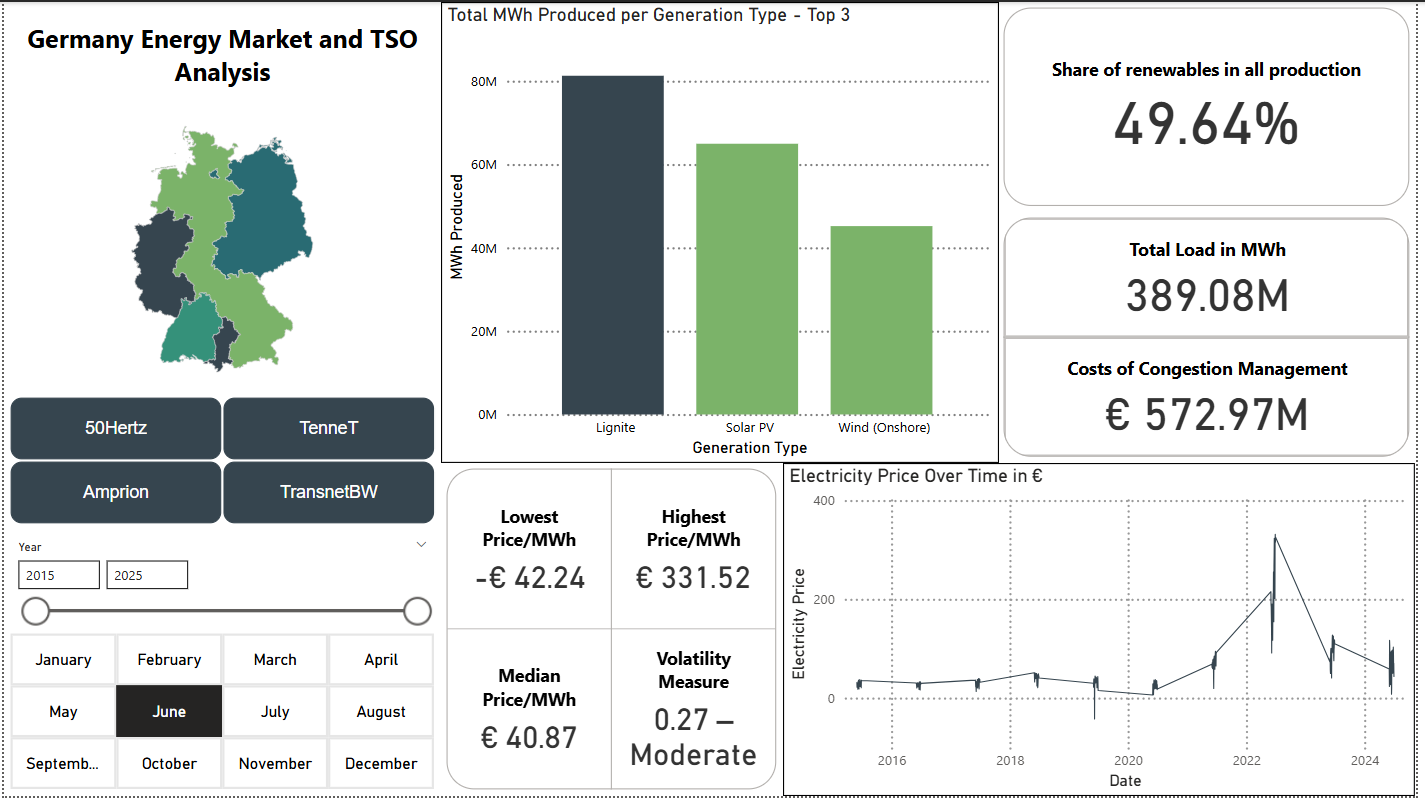 Germany Energy Market and TSO
Analysis
50Hertz
TenneT
Amprion
TransnetBW
Year
2015
2025
January
February
March
April
May
June
July
August
Septemb...
October
November
December
Total MWh Produced per Generation Type - Top 3
MWh Produced
80M
60M
40M
20M
0M
Lignite
Solar PV
Wind (Onshore)
Generation Type
Share of renewables in all production
49.64%
Total Load in MWh
389.08M
Costs of Congestion Management
€ 572.97M
Lowest
Price/MWh
-€ 42.24
Highest
Price/MWh
€ 331.52
Median
Price/MWh
€ 40.87
Volatility
Measure
0.27 –
Moderate
Electricity Price Over Time in €
Electricity Price
400
200
0
2016
2018
2020
2022
2024
Date